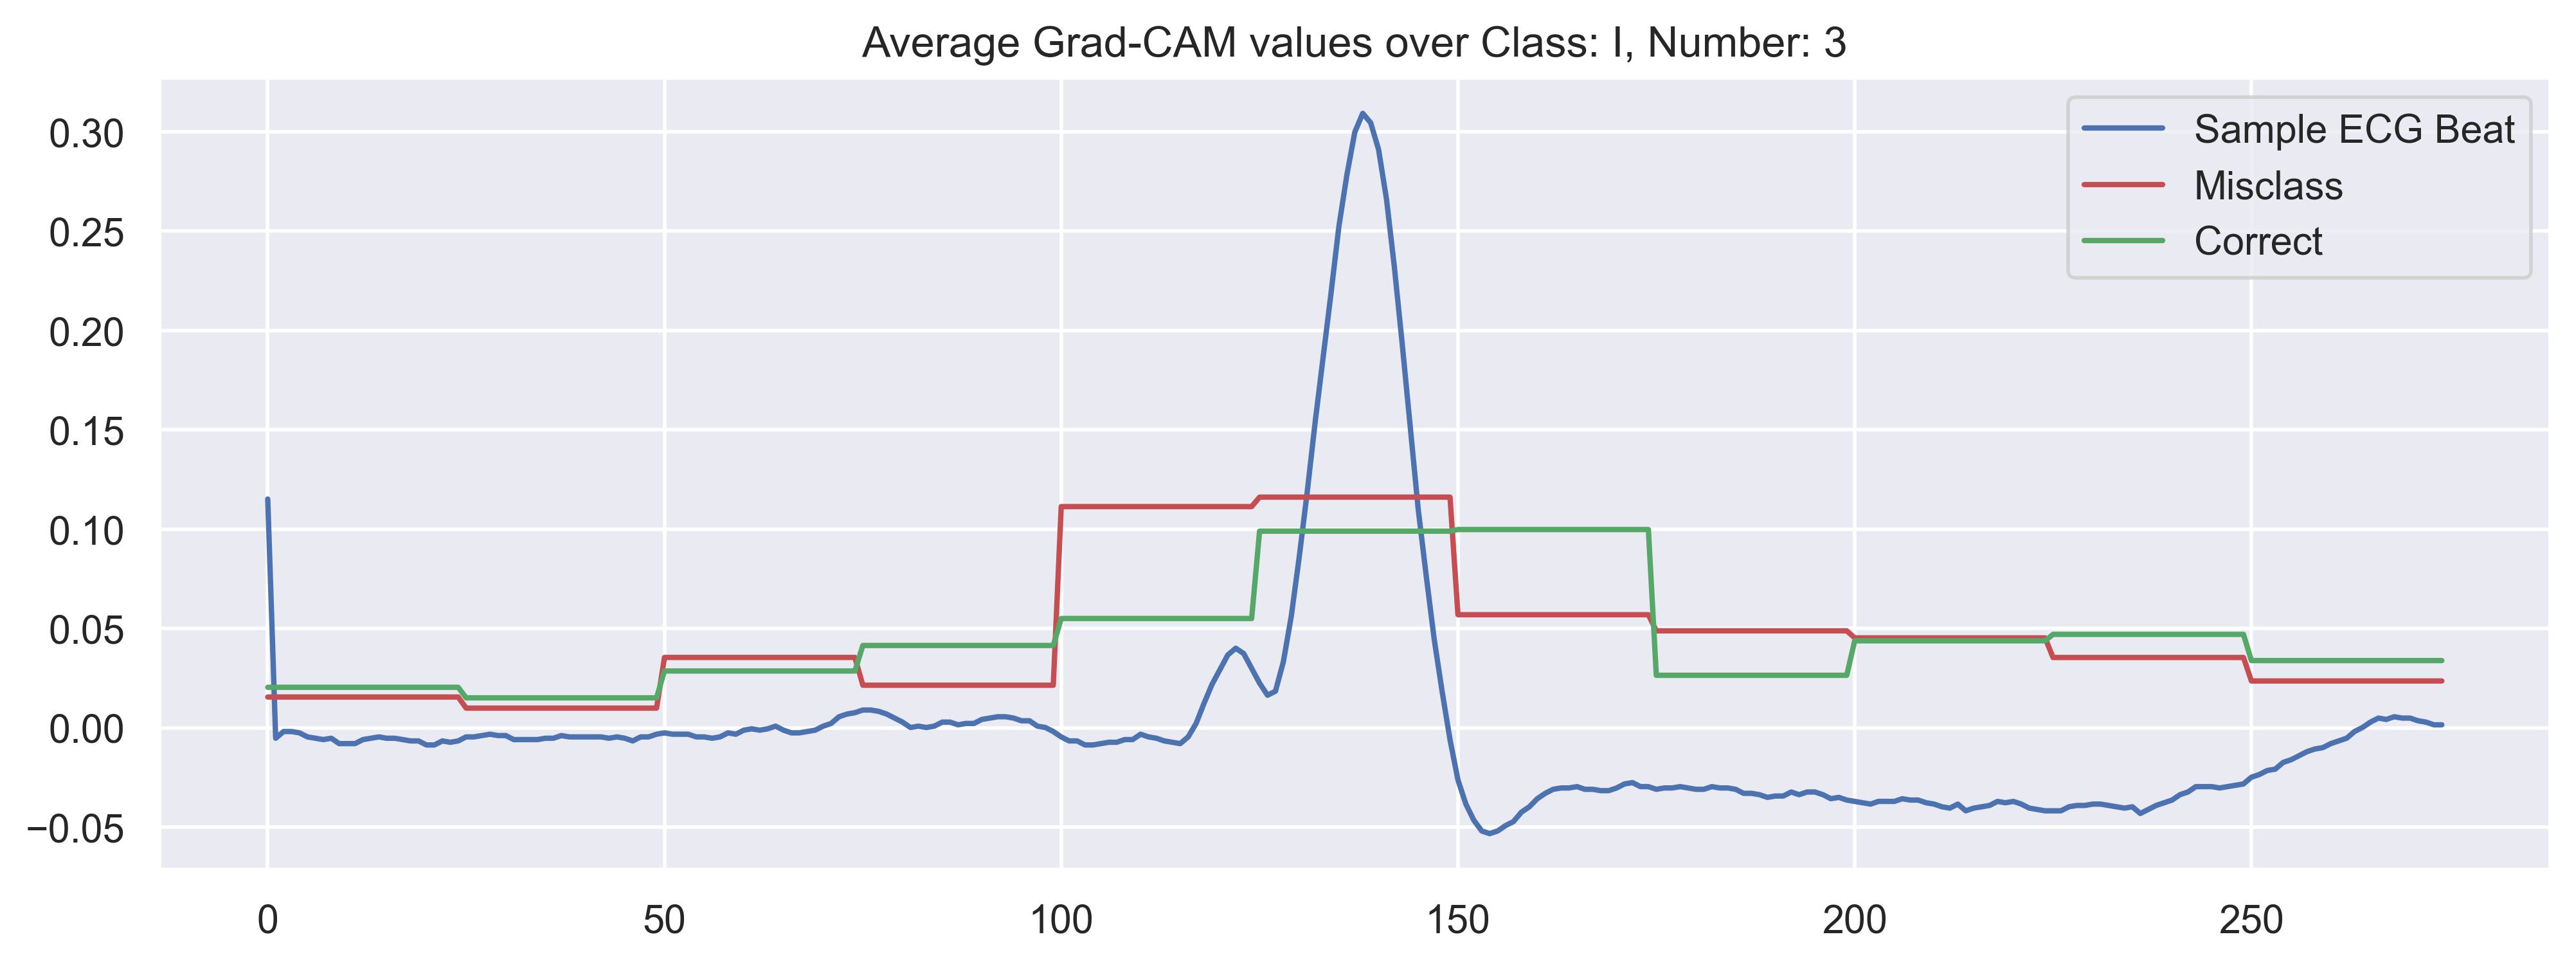 Average Grad-CAM values over Class: I, Number: 3
0.30
0.25
0.20
0.15
0.10
0.05
0.00
−0.05
Sample ECG Beat
Misclass
Correct
0 50 100 150 200 250